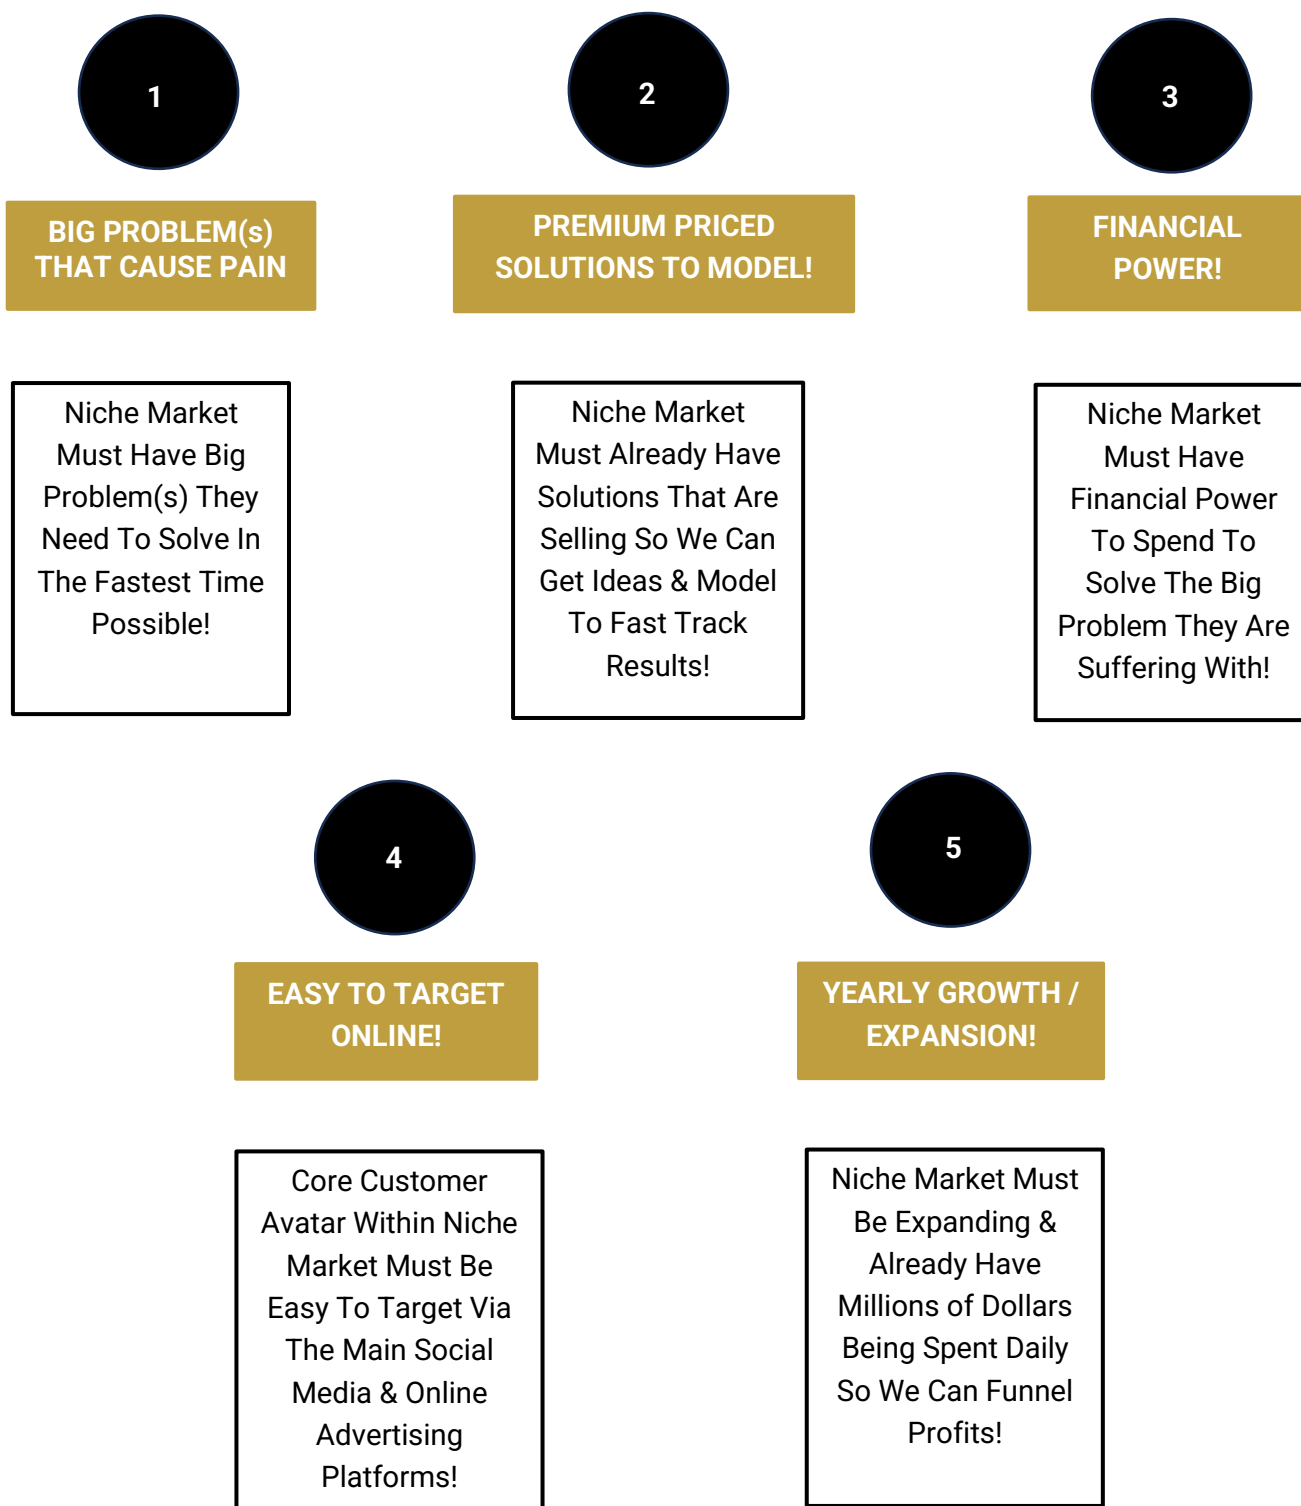 1
BIG PROBLEM(s)
THAT CAUSE PAIN
Niche Market
Must Have Big
Problem(s) They
Need To Solve In
The Fastest Time
Possible!
2
PREMIUM PRICED
SOLUTIONS TO MODEL!
Niche Market
Must Already Have
Solutions That Are
Selling So We Can
Get Ideas & Model
To Fast Track
Results!
3
FINANCIAL
POWER!
Niche Market
Must Have
Financial Power
To Spend To
Solve The Big
Problem They Are
Suffering With!
4
EASY TO TARGET
ONLINE!
Core Customer
Avatar Within Niche
Market Must Be
Easy To Target Via
The Main Social
Media & Online
Advertising
Platforms!
5
YEARLY GROWTH /
EXPANSION!
Niche Market Must
Be Expanding &
Already Have
Millions of Dollars
Being Spent Daily
So We Can Funnel
Profits!